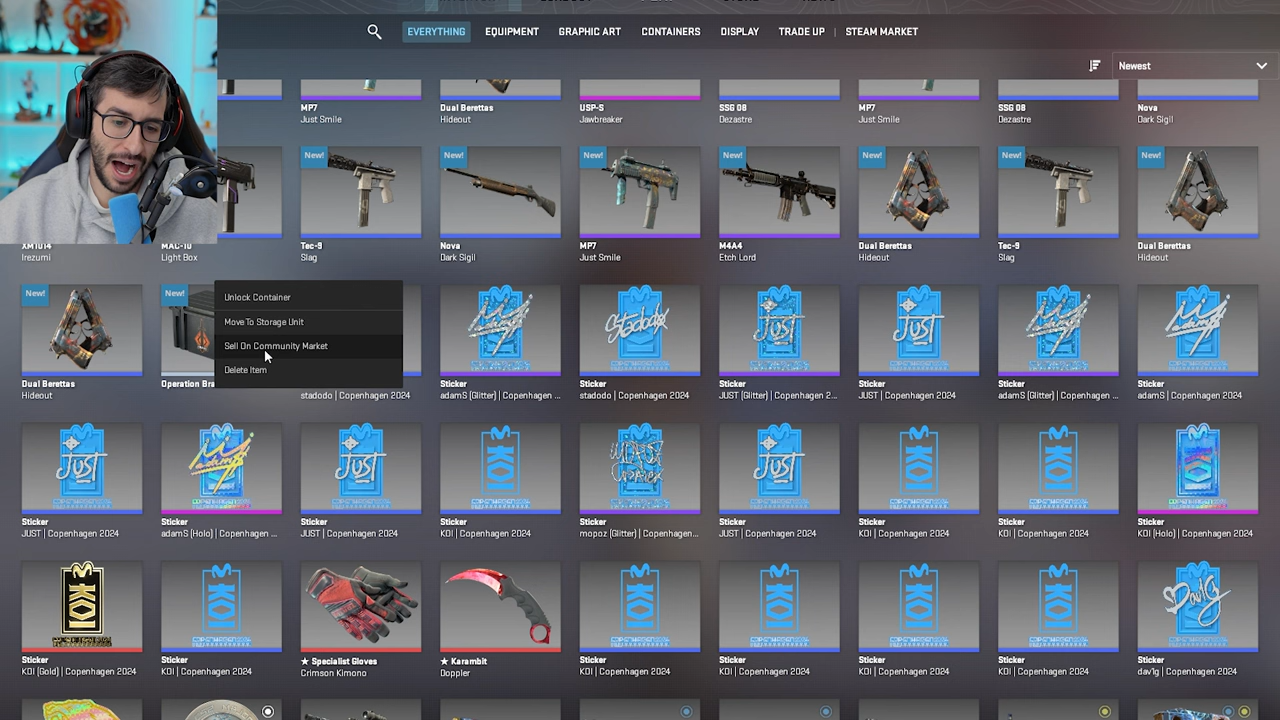 EVERYTHING EQUIPMENT GRAPHIC ART CONTAINERS DISPLAY TRADE UP | STEAM MARKET
Newest
MP7 Dual Berettas USP-S SSG 08 MP7 SSG 08 Nova
Just Smile Hideout Jawbreaker Dezastre Just Smile Dezastre Dark Sigil
New! New! New! New! New! New! New!
XM1014 MAC-10 Tec-9 Nova MP7 M4A4 Dual Berettas Tec-9 Dual Berettas
Irezumi Light Box Slag Dark Sigil Just Smile Etch Lord Hideout Slag Hideout
New! New!
Unlock Container
Move To Storage Unit
Sell On Community Market
Delete Item
Dual Berettas Operation Bra Sticker Sticker Sticker Sticker Sticker Sticker
Hideout stadodo | Copenhagen 2024 adamS (Glitter) | Copenhagen ... stadodo | Copenhagen 2024 JUST (Glitter) | Copenhagen 2... JUST | Copenhagen 2024 adamS (Glitter) | Copenhagen ... adamS | Copenhagen 2024
Sticker Sticker Sticker Sticker Sticker Sticker Sticker Sticker Sticker
JUST | Copenhagen 2024 adamS (Holo) | Copenhagen ... JUST | Copenhagen 2024 KOI | Copenhagen 2024 mopoz (Glitter) | Copenhagen... JUST | Copenhagen 2024 KOI | Copenhagen 2024 KOI | Copenhagen 2024 KOI (Holo) | Copenhagen 2024
Sticker Sticker ★ Specialist Gloves ★ Karambit Sticker Sticker Sticker Sticker Sticker
KOI (Gold) | Copenhagen 2024 KOI | Copenhagen 2024 Crimson Kimono Doppler KOI | Copenhagen 2024 KOI | Copenhagen 2024 KOI | Copenhagen 2024 KOI | Copenhagen 2024 dav1g | Copenhagen 2024